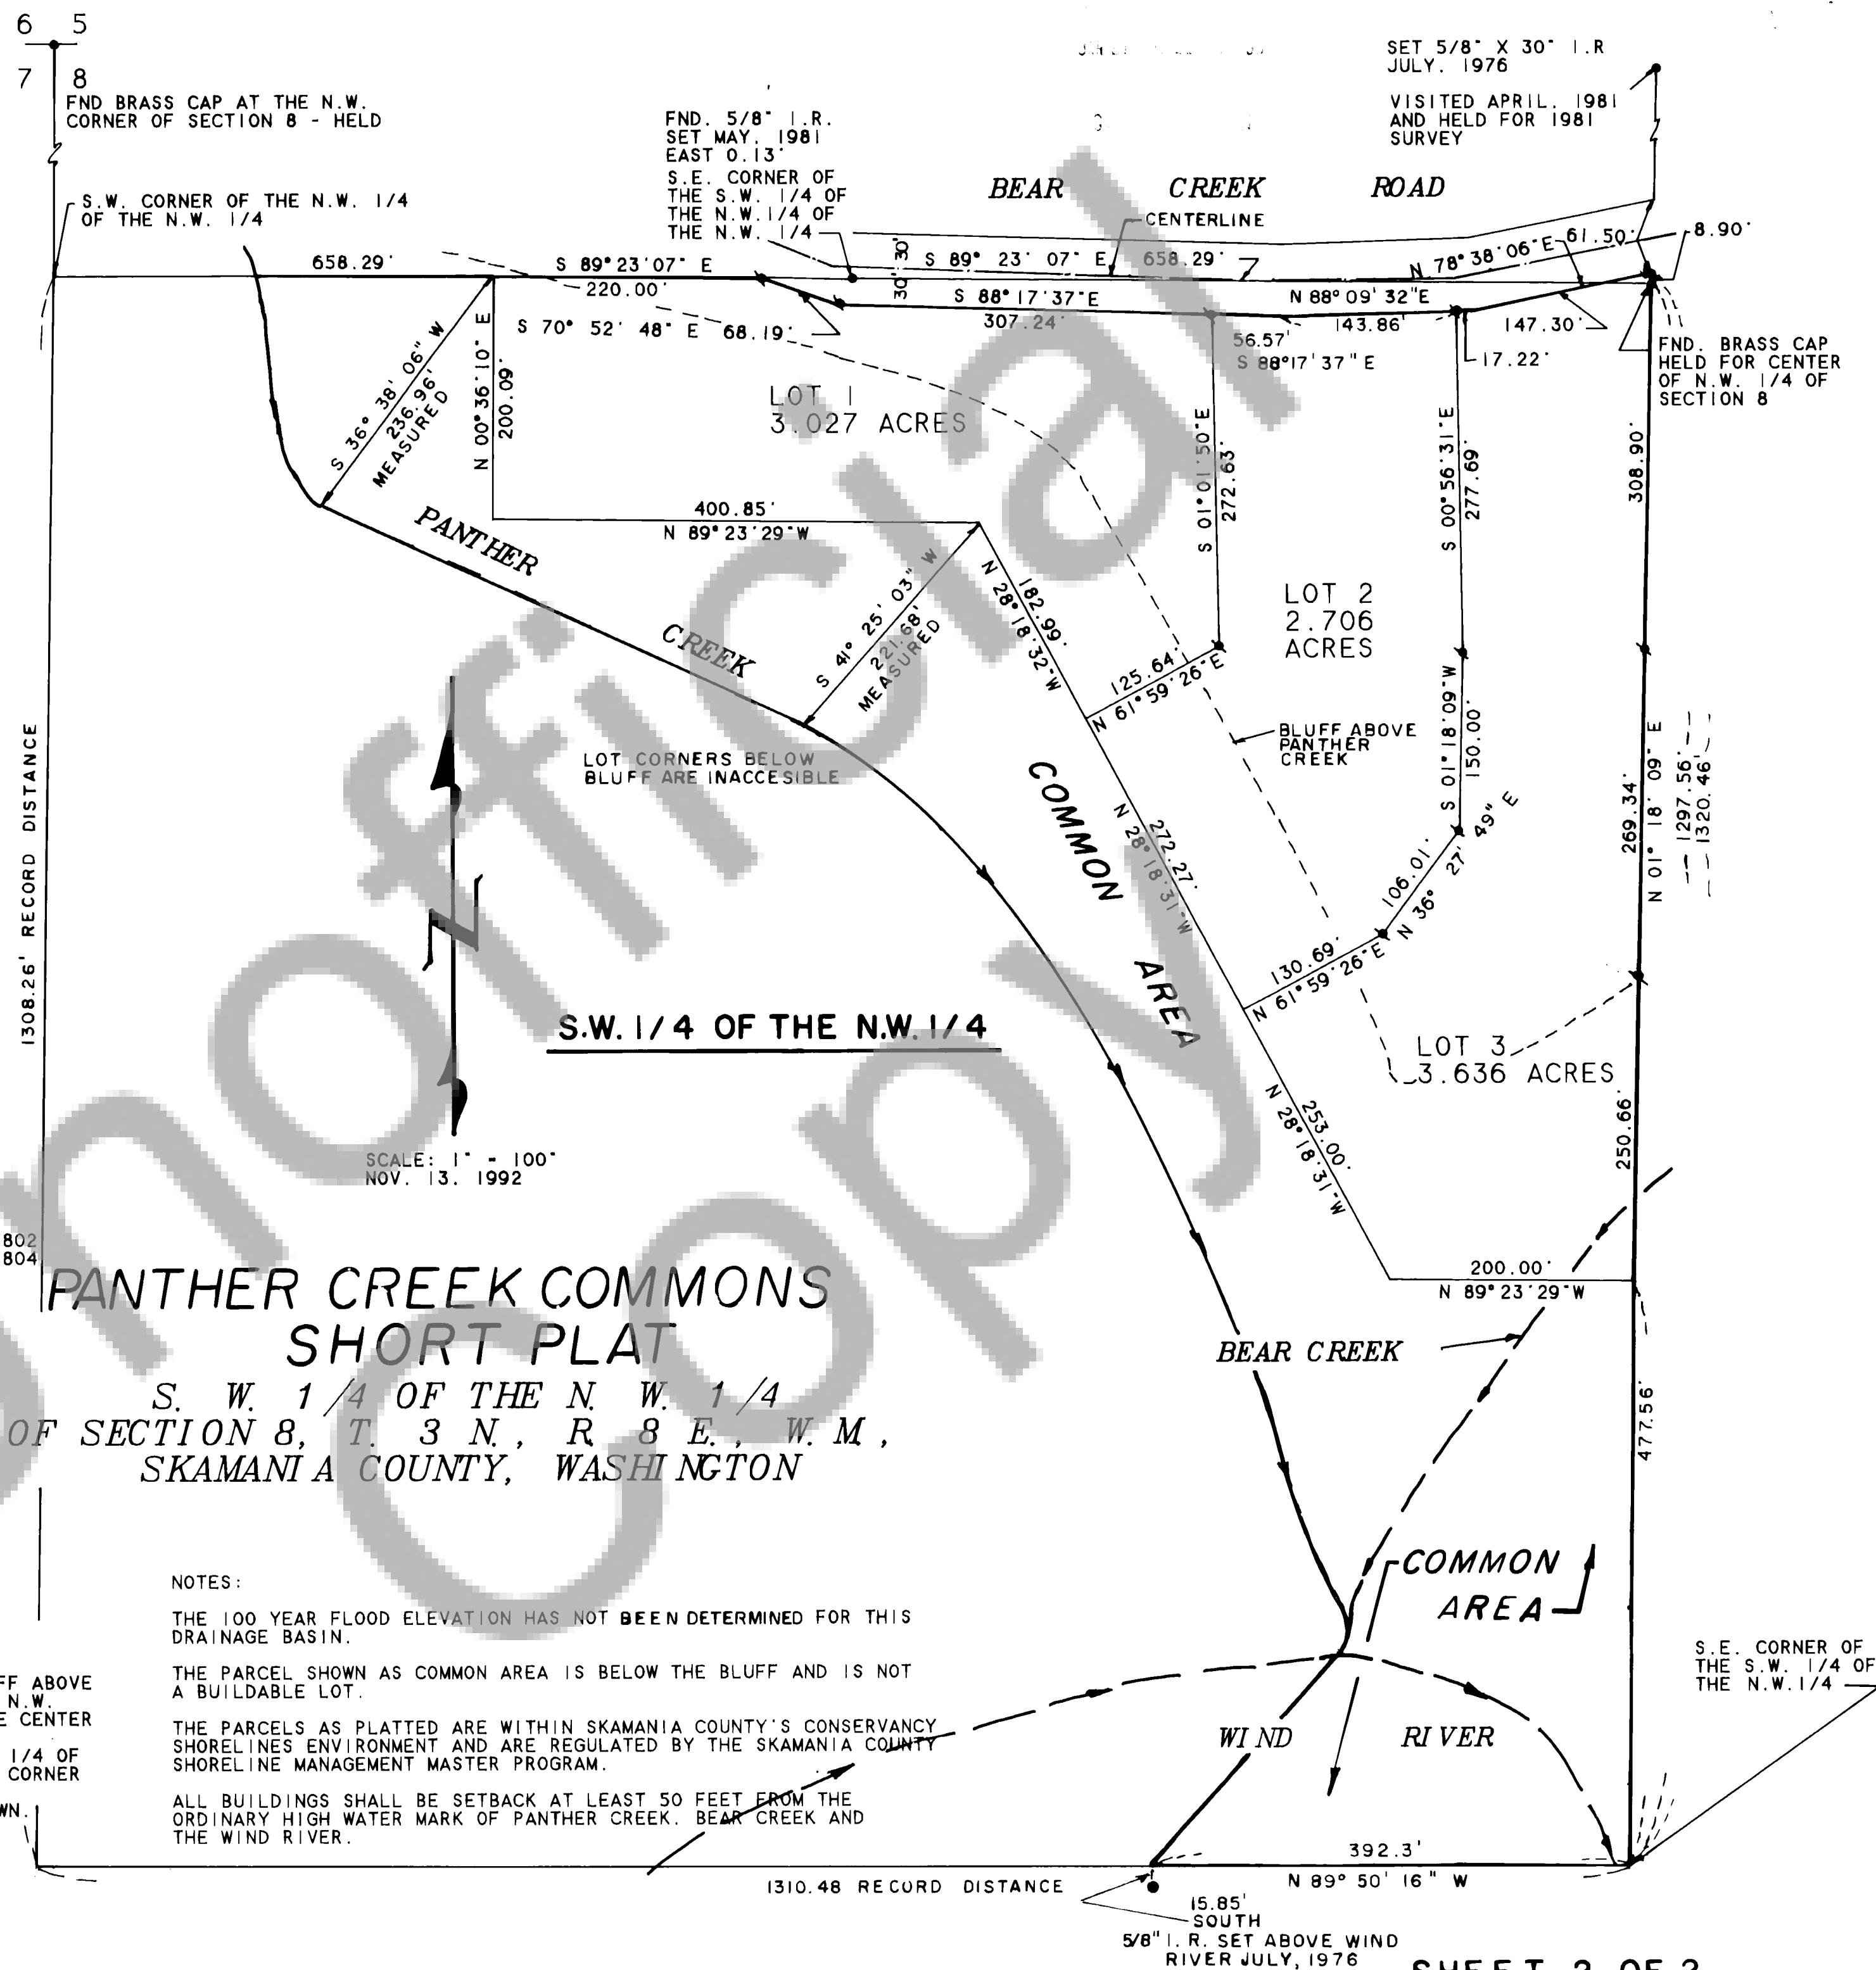 6 5
7 8
FND BRASS CAP AT THE N.W.
CORNER OF SECTION 8 - HELD
S.W. CORNER OF THE N.W. 1/4
OF THE N.W. 1/4
FND. 5/8" I.R.
SET MAY. 1981
EAST 0.13'
S.E. CORNER OF
THE S.W. 1/4 OF
THE N.W. 1/4 OF
THE N.W. 1/4
SET 5/8" X 30" I.R
JULY. 1976
VISITED APRIL. 1981
AND HELD FOR 1981
SURVEY
BEAR CREEK ROAD
CENTERLINE
658.29'
S 89°23'07" E
220.00'
30' 30'
S 89° 23' 07" E 658.29'
N 78°38'06"E 61.50'
8.90'
S 70° 52' 48" E 68.19'
S 88°17'37"E
307.24'
N 88°09'32"E
143.86'
147.30'
56.57'
S 88°17'37"E
17.22'
FND. BRASS CAP
HELD FOR CENTER
OF N.W. 1/4 OF
SECTION 8
S 36° 38' 06" W
236.96'
MEASURED
N 00°36'10" E
200.09'
LOT 1
3.027 ACRES
S 01°01'50"E
272.63'
S 00°56'31"E
277.69'
308.90'
400.85'
N 89°23'29"W
PANTHER
CREEK
S 41° 25' 03" W
221.68'
MEASURED
182.99'
N 28°18'32"W
LOT 2
2.706
ACRES
125.64'
N 61°59'26"E
BLUFF ABOVE
PANTHER
CREEK
S 01°18'09"W
150.00'
269.34'
N 01° 18' 09" E
1297.56'
1320.46'
LOT CORNERS BELOW
BLUFF ARE INACCESIBLE
COMMON
AREA
272.27'
N 28°18'31"W
106.01'
N 36° 27' 49" E
130.69'
N 61°59'26"E
1308.26' RECORD DISTANCE
S.W. 1/4 OF THE N.W. 1/4
LOT 3
3.636 ACRES
253.00'
N 28°18'31"W
250.66'
SCALE: 1" - 100"
NOV. 13. 1992
802
804
200.00'
N 89°23'29"W
PANTHER CREEK COMMONS
SHORT PLAT
S. W. 1/4 OF THE N. W. 1/4
OF SECTION 8, T. 3 N., R. 8 E., W.M.,
SKAMANIA COUNTY, WASHINGTON
BEAR CREEK
477.56'
COMMON
AREA
NOTES:
THE 100 YEAR FLOOD ELEVATION HAS NOT BEEN DETERMINED FOR THIS
DRAINAGE BASIN.
THE PARCEL SHOWN AS COMMON AREA IS BELOW THE BLUFF AND IS NOT
A BUILDABLE LOT.
THE PARCELS AS PLATTED ARE WITHIN SKAMANIA COUNTY'S CONSERVANCY
SHORELINES ENVIRONMENT AND ARE REGULATED BY THE SKAMANIA COUNTY
SHORELINE MANAGEMENT MASTER PROGRAM.
ALL BUILDINGS SHALL BE SETBACK AT LEAST 50 FEET FROM THE
ORDINARY HIGH WATER MARK OF PANTHER CREEK. BEAR CREEK AND
THE WIND RIVER.
FF ABOVE
N.W.
E CENTER
1/4 OF
CORNER
WN.
WIND RIVER
S.E. CORNER OF
THE S.W. 1/4 OF
THE N.W.1/4
392.3'
N 89° 50' 16" W
1310.48 RECORD DISTANCE
15.85'
SOUTH
5/8" I.R. SET ABOVE WIND
RIVER JULY, 1976
SHEET 2 OF 2
nofficial
Copy